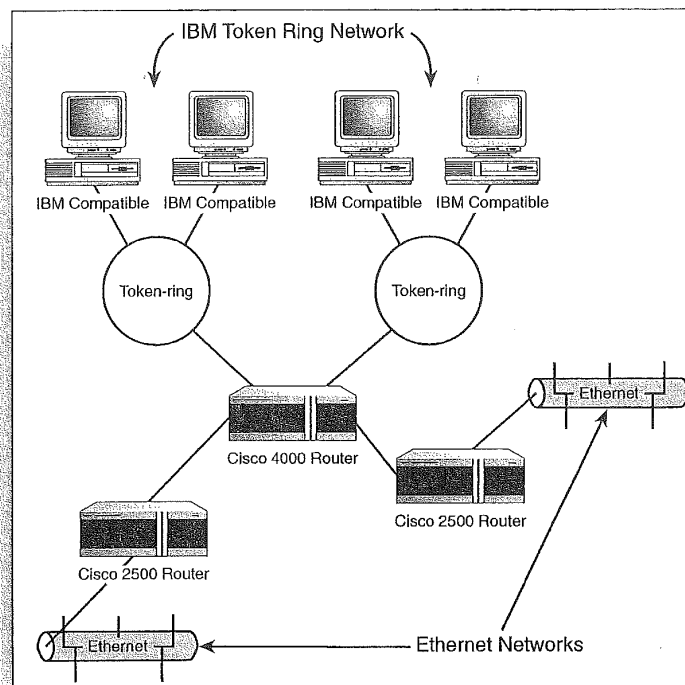 IBM Token Ring Network
IBM Compatible
IBM Compatible
IBM Compatible
IBM Compatible
Token-ring
Token-ring
Ethernet
Cisco 4000 Router
Cisco 2500 Router
Cisco 2500 Router
Ethernet
Ethernet Networks